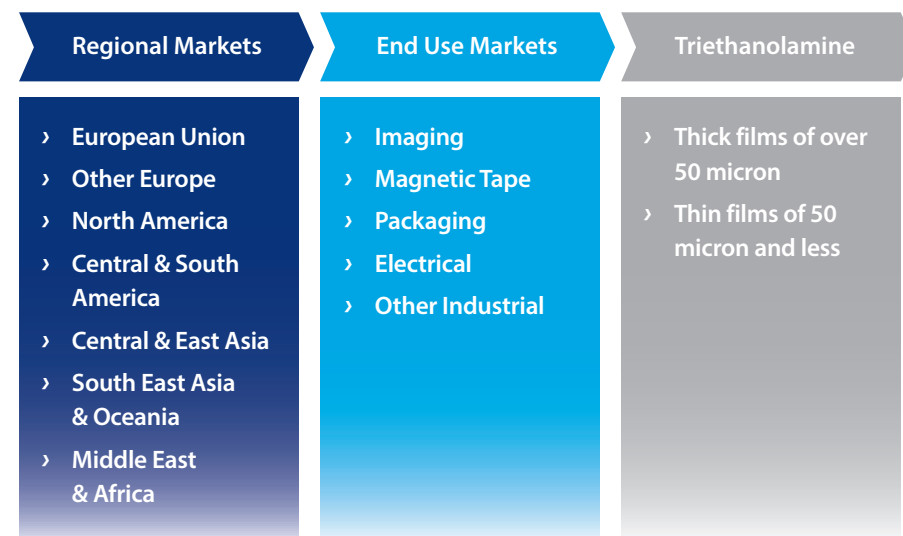 Regional Markets
› European Union
› Other Europe
› North America
› Central & South
America
› Central & East Asia
› South East Asia
& Oceania
› Middle East
& Africa
End Use Markets
› Imaging
› Magnetic Tape
› Packaging
› Electrical
› Other Industrial
Triethanolamine
› Thick films of over
50 micron
› Thin films of 50
micron and less